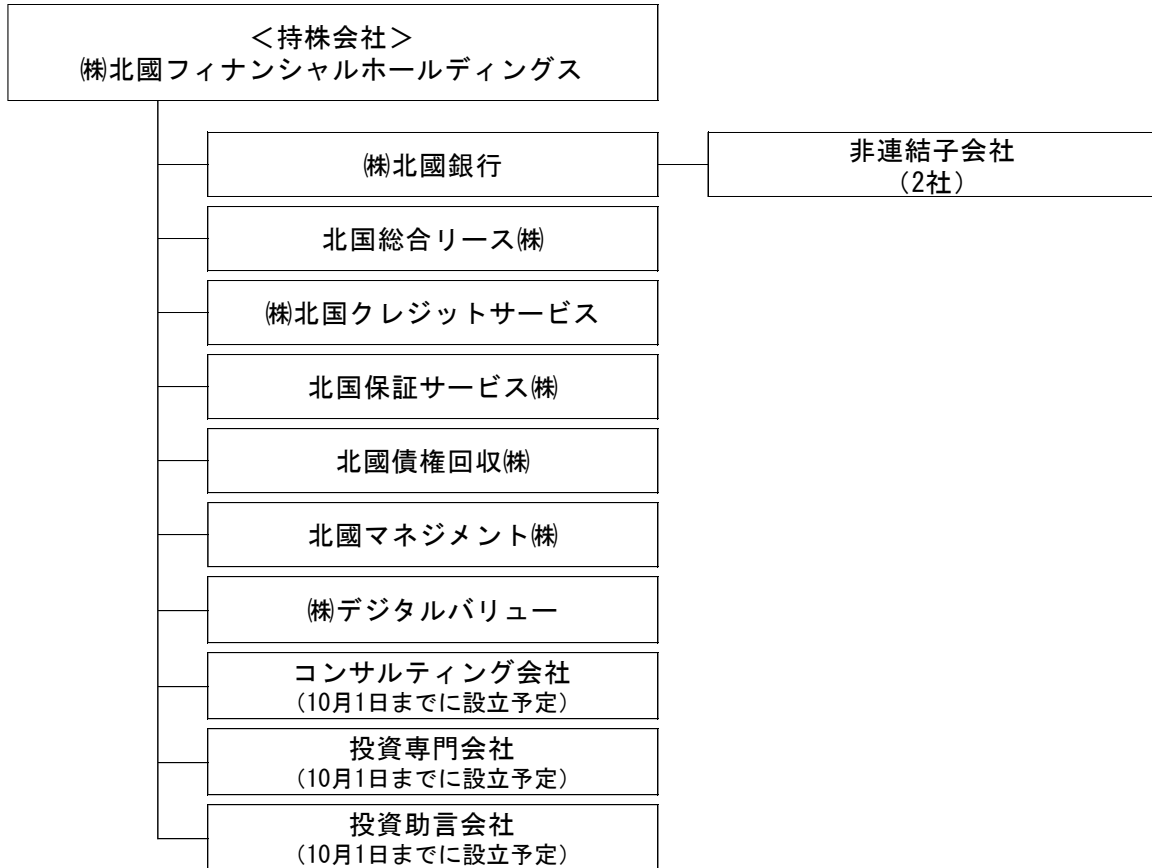 ＜持株会社＞
㈱北國フィナンシャルホールディングス
㈱北國銀行
非連結子会社
（2社）
北国総合リース㈱
㈱北国クレジットサービス
北国保証サービス㈱
北國債権回収㈱
北國マネジメント㈱
㈱デジタルバリュー
コンサルティング会社
（10月1日までに設立予定）
投資専門会社
（10月1日までに設立予定）
投資助言会社
（10月1日までに設立予定）